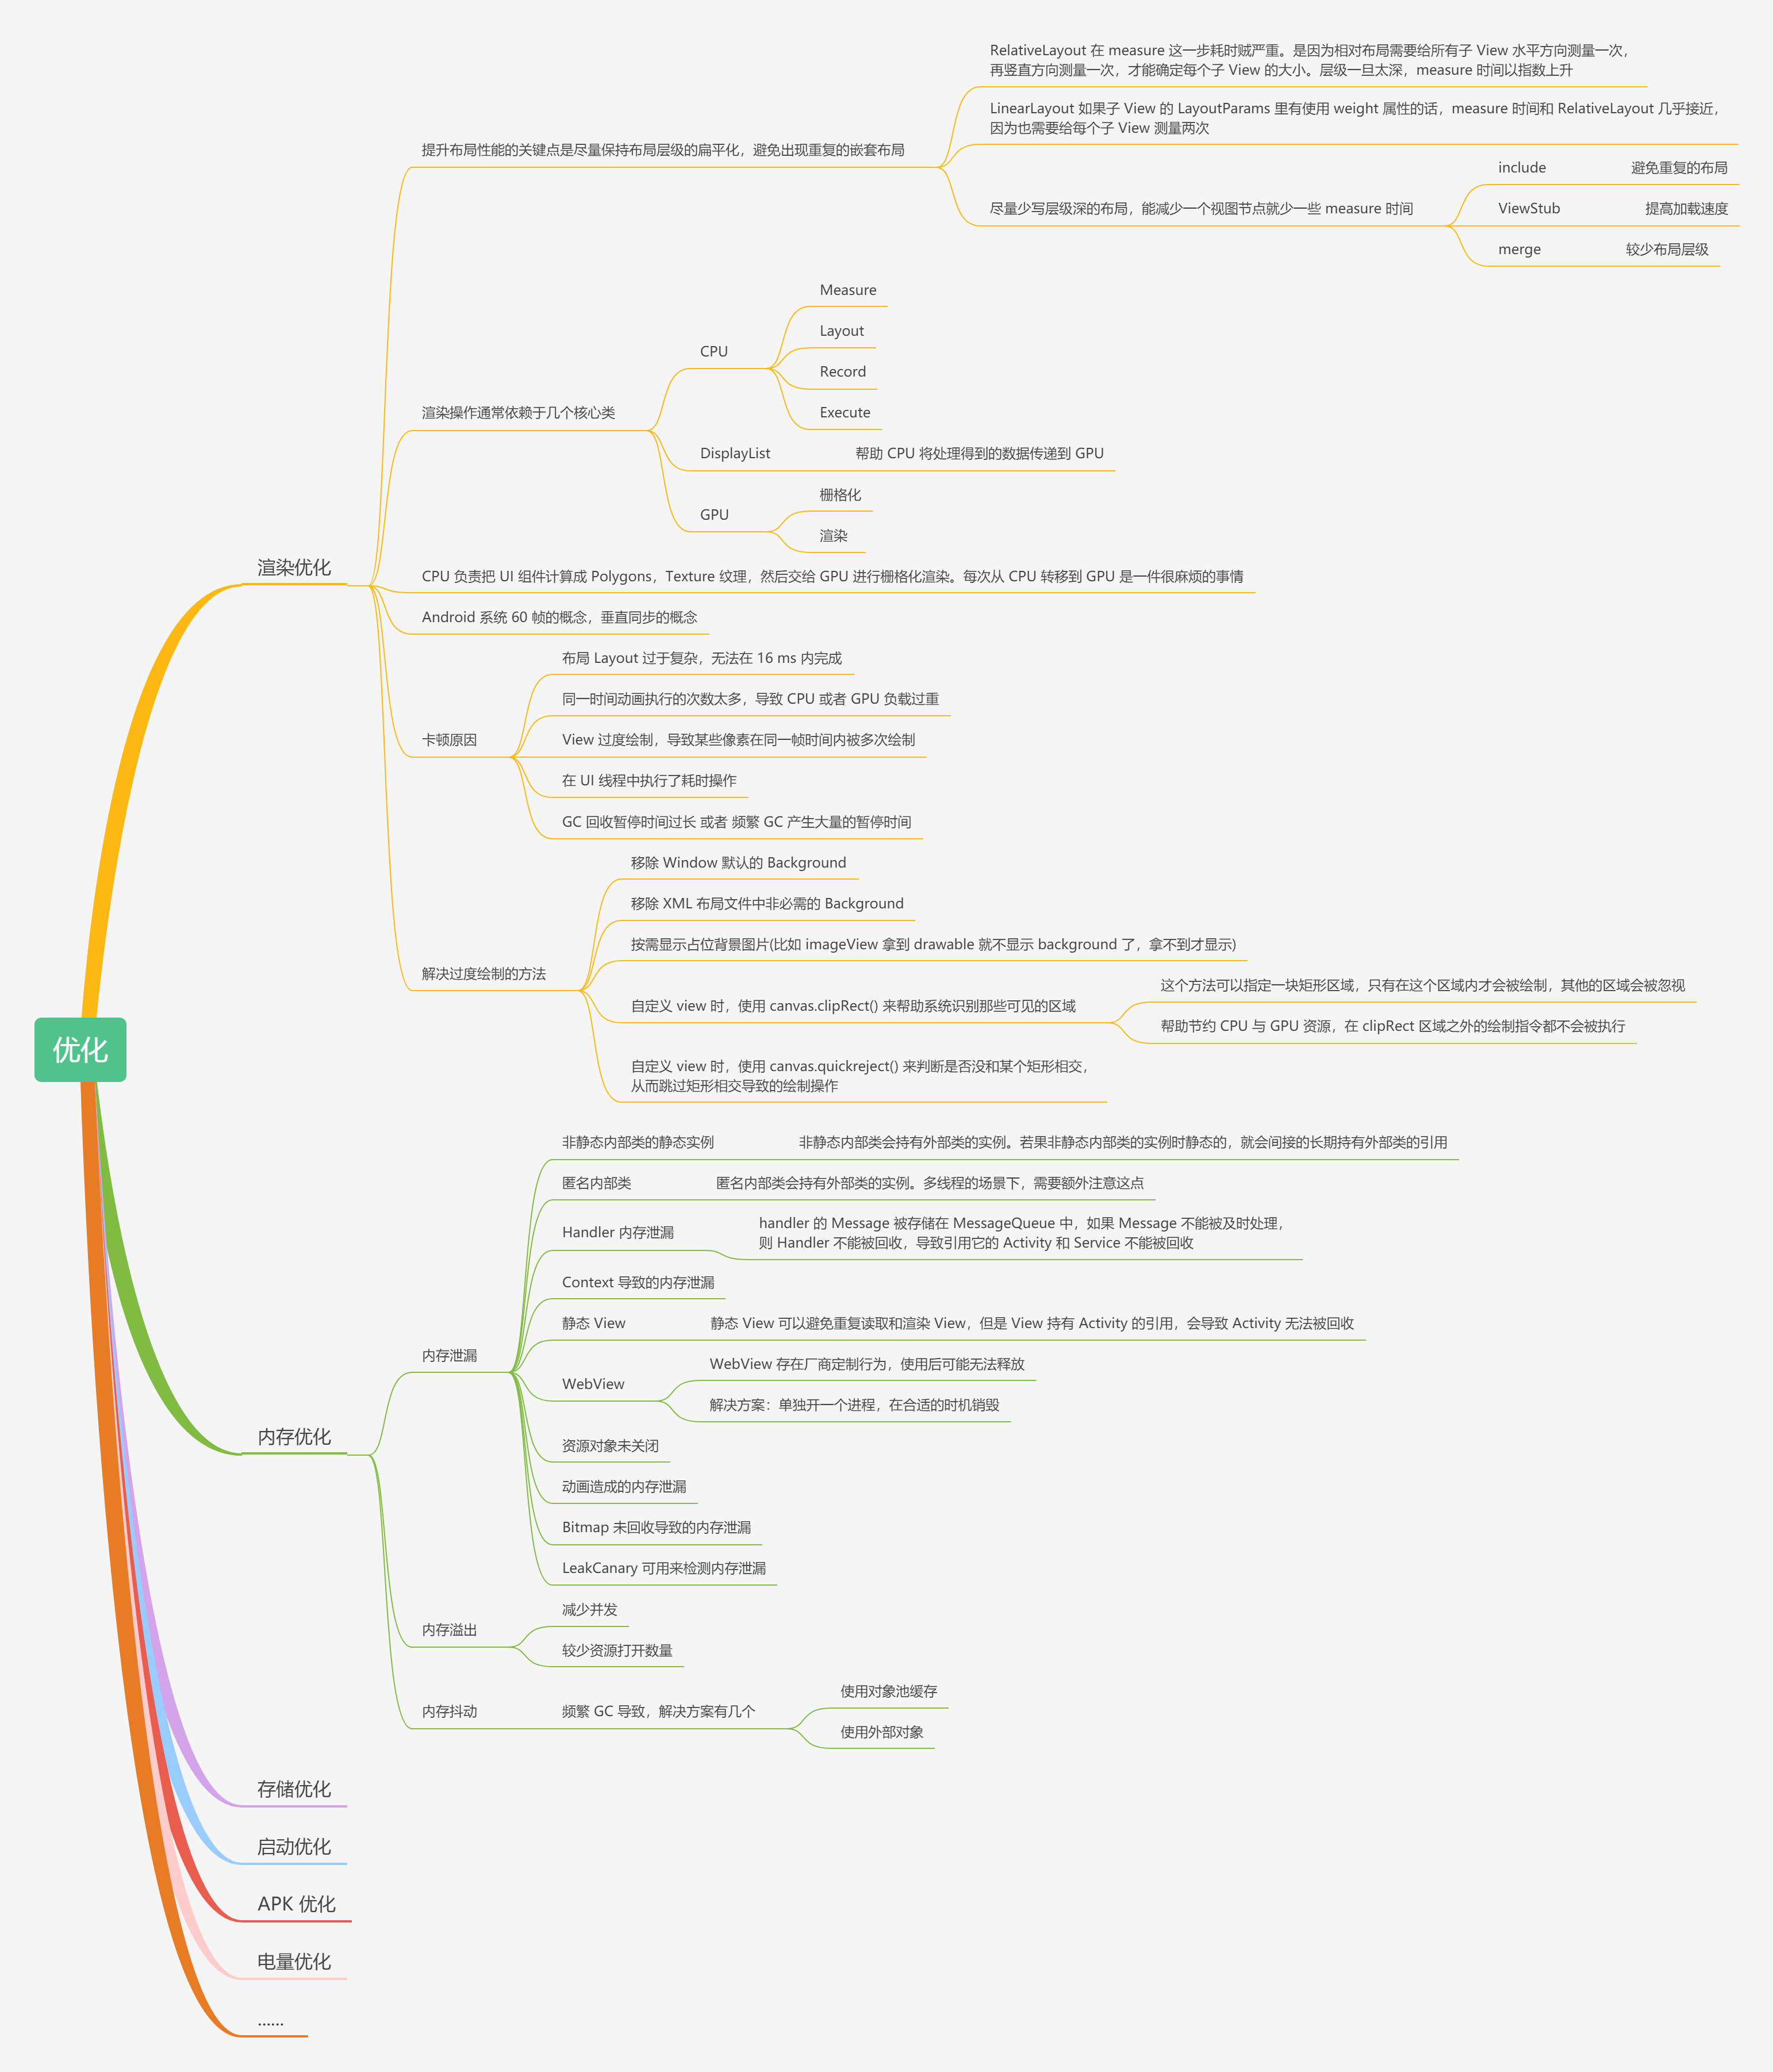 优化
渲染优化
提升布局性能的关键点是尽量保持布局层级的扁平化，避免出现重复的嵌套布局
RelativeLayout 在 measure 这一步耗时贼严重。是因为相对布局需要给所有子 View 水平方向测量一次，
再竖直方向测量一次，才能确定每个子 View 的大小。层级一旦太深，measure 时间以指数上升
LinearLayout 如果子 View 的 LayoutParams 里有使用 weight 属性的话，measure 时间和 RelativeLayout 几乎接近，
因为也需要给每个子 View 测量两次
尽量少写层级深的布局，能减少一个视图节点就少一些 measure 时间
include
避免重复的布局
ViewStub
提高加载速度
merge
较少布局层级
渲染操作通常依赖于几个核心类
CPU
Measure
Layout
Record
Execute
DisplayList
帮助 CPU 将处理得到的数据传递到 GPU
GPU
栅格化
渲染
CPU 负责把 UI 组件计算成 Polygons，Texture 纹理，然后交给 GPU 进行栅格化渲染。每次从 CPU 转移到 GPU 是一件很麻烦的事情
Android 系统 60 帧的概念，垂直同步的概念
卡顿原因
布局 Layout 过于复杂，无法在 16 ms 内完成
同一时间动画执行的次数太多，导致 CPU 或者 GPU 负载过重
View 过度绘制，导致某些像素在同一帧时间内被多次绘制
在 UI 线程中执行了耗时操作
GC 回收暂停时间过长 或者 频繁 GC 产生大量的暂停时间
解决过度绘制的方法
移除 Window 默认的 Background
移除 XML 布局文件中非必需的 Background
按需显示占位背景图片(比如 imageView 拿到 drawable 就不显示 background 了，拿不到才显示)
自定义 view 时，使用 canvas.clipRect() 来帮助系统识别那些可见的区域
这个方法可以指定一块矩形区域，只有在这个区域内才会被绘制，其他的区域会被忽视
帮助节约 CPU 与 GPU 资源，在 clipRect 区域之外的绘制指令都不会被执行
自定义 view 时，使用 canvas.quickreject() 来判断是否没和某个矩形相交，
从而跳过矩形相交导致的绘制操作
内存优化
内存泄漏
非静态内部类的静态实例
非静态内部类会持有外部类的实例。若果非静态内部类的实例时静态的，就会间接的长期持有外部类的引用
匿名内部类
匿名内部类会持有外部类的实例。多线程的场景下，需要额外注意这点
Handler 内存泄漏
handler 的 Message 被存储在 MessageQueue 中，如果 Message 不能被及时处理，
则 Handler 不能被回收，导致引用它的 Activity 和 Service 不能被回收
Context 导致的内存泄漏
静态 View
静态 View 可以避免重复读取和渲染 View，但是 View 持有 Activity 的引用，会导致 Activity 无法被回收
WebView
WebView 存在厂商定制行为，使用后可能无法释放
解决方案：单独开一个进程，在合适的时机销毁
资源对象未关闭
动画造成的内存泄漏
Bitmap 未回收导致的内存泄漏
LeakCanary 可用来检测内存泄漏
内存溢出
减少并发
较少资源打开数量
内存抖动
频繁 GC 导致，解决方案有几个
使用对象池缓存
使用外部对象
存储优化
启动优化
APK 优化
电量优化
......